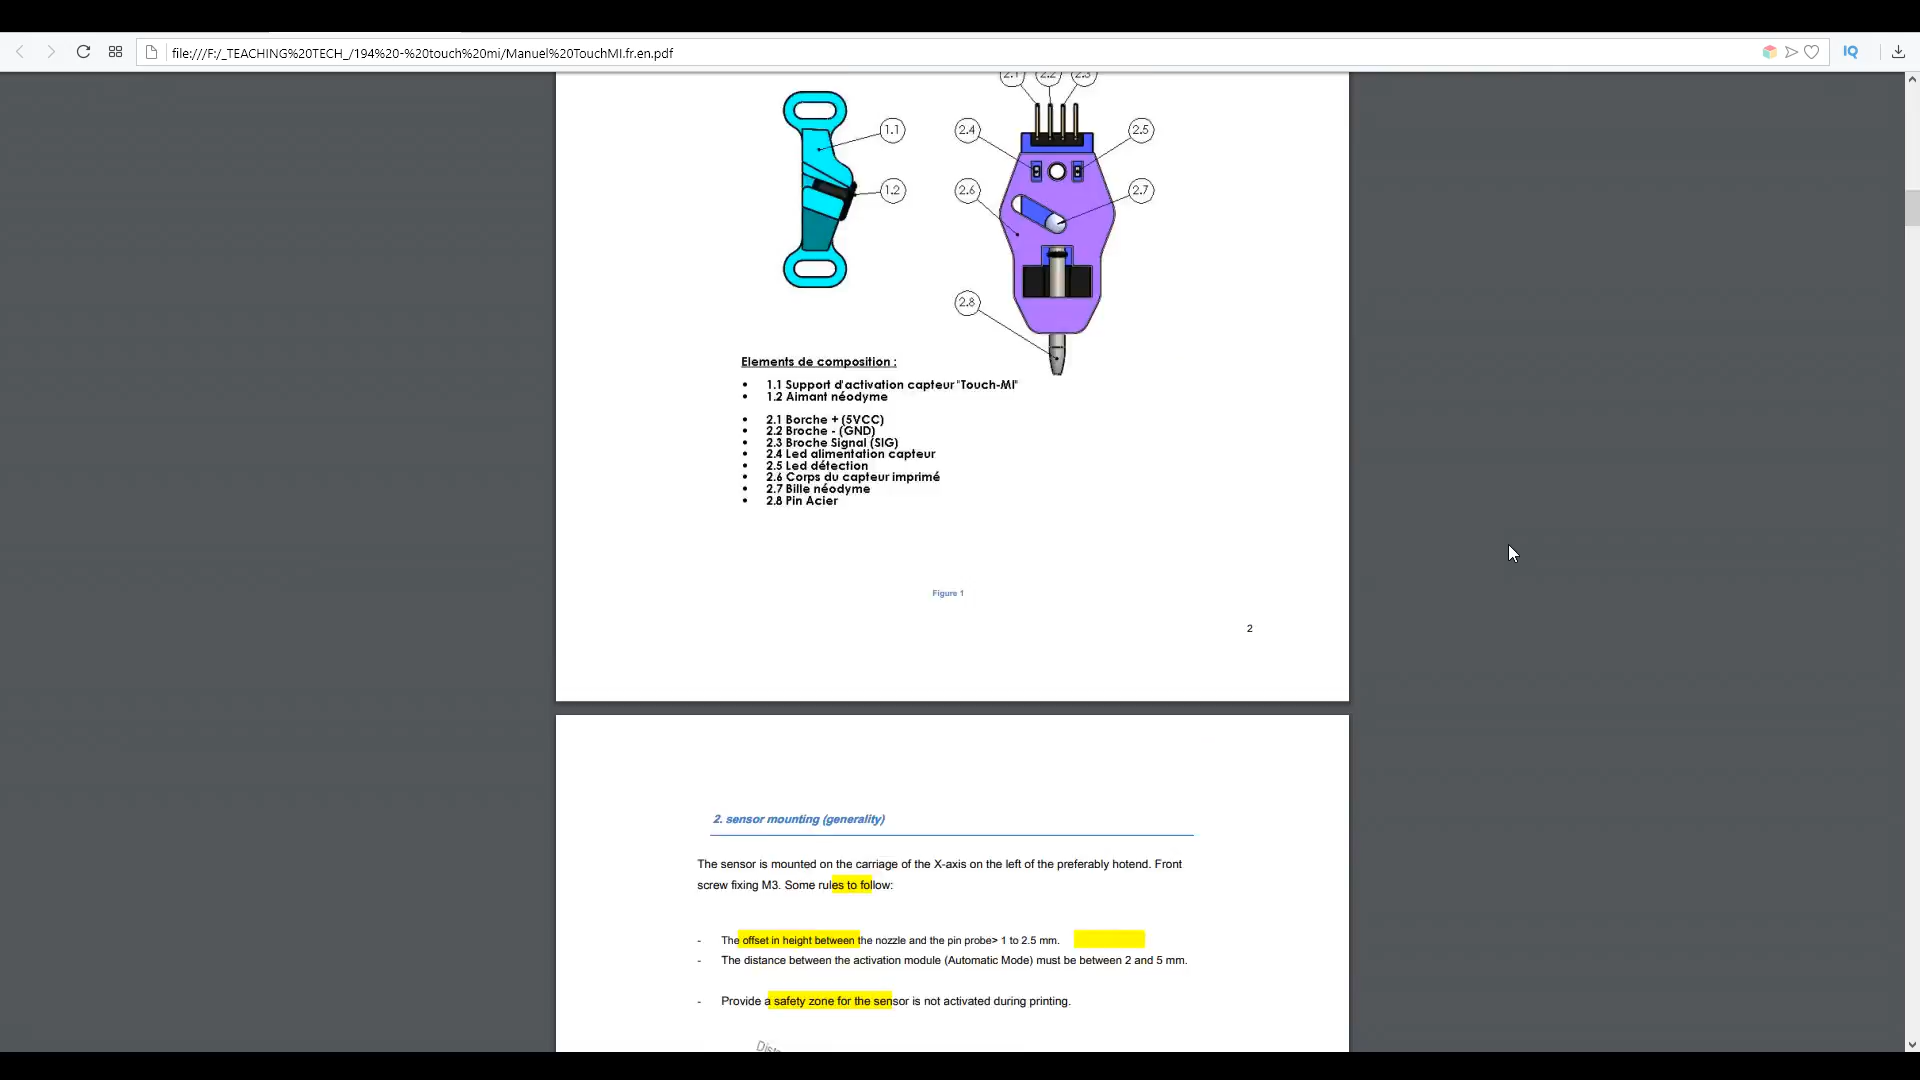 file:///F:/_TEACHING%20TECH_/194%20-%20touch%20mi/Manuel%20TouchMI.fr.en.pdf
IQ
2.1 2.2 2.3
1.1
2.4
2.5
1.2
2.6
2.7
2.8
Elements de composition :
• 1.1 Support d'activation capteur "Touch-MI"
• 1.2 Aimant néodyme
• 2.1 Borche + (5VCC)
• 2.2 Broche - (GND)
• 2.3 Broche Signal (SIG)
• 2.4 Led alimentation capteur
• 2.5 Led détection
• 2.6 Corps du capteur imprimé
• 2.7 Bille néodyme
• 2.8 Pin Acier
Figure 1
2
2. sensor mounting (generality)
The sensor is mounted on the carriage of the X-axis on the left of the preferably hotend. Front
screw fixing M3. Some rules to follow:
- The offset in height between the nozzle and the pin probe> 1 to 2.5 mm.
- The distance between the activation module (Automatic Mode) must be between 2 and 5 mm.
- Provide a safety zone for the sensor is not activated during printing.